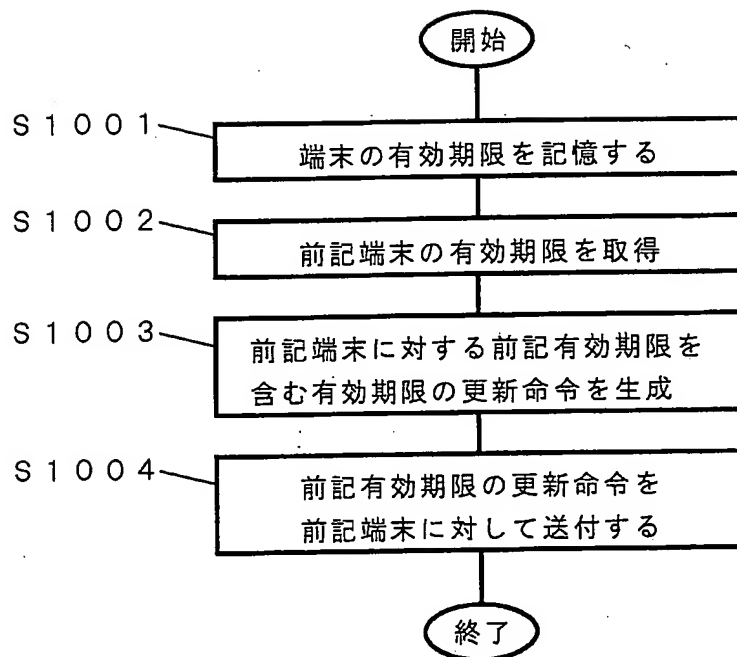 開始
S1001
端末の有効期限を記憶する
S1002
前記端末の有効期限を取得
S1003
前記端末に対する前記有効期限を
含む有効期限の更新命令を生成
S1004
前記有効期限の更新命令を
前記端末に対して送付する
終了